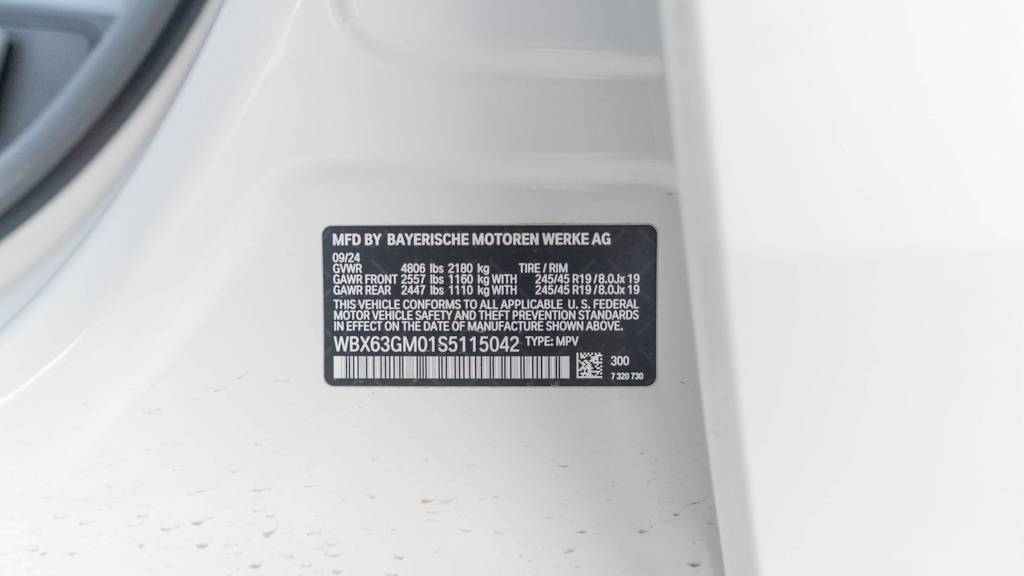 MFD BY BAYERISCHE MOTOREN WERKE AG
09/24
GVWR 4806 lbs 2180 kg TIRE / RIM
GAWR FRONT 2557 lbs 1160 kg WITH 245/45 R19 / 8.0Jx 19
GAWR REAR 2447 lbs 1110 kg WITH 245/45 R19 / 8.0Jx 19
THIS VEHICLE CONFORMS TO ALL APPLICABLE U. S. FEDERAL
MOTOR VEHICLE SAFETY AND THEFT PREVENTION STANDARDS
IN EFFECT ON THE DATE OF MANUFACTURE SHOWN ABOVE.
WBX63GM01S5115042 TYPE: MPV
300
7 320 730